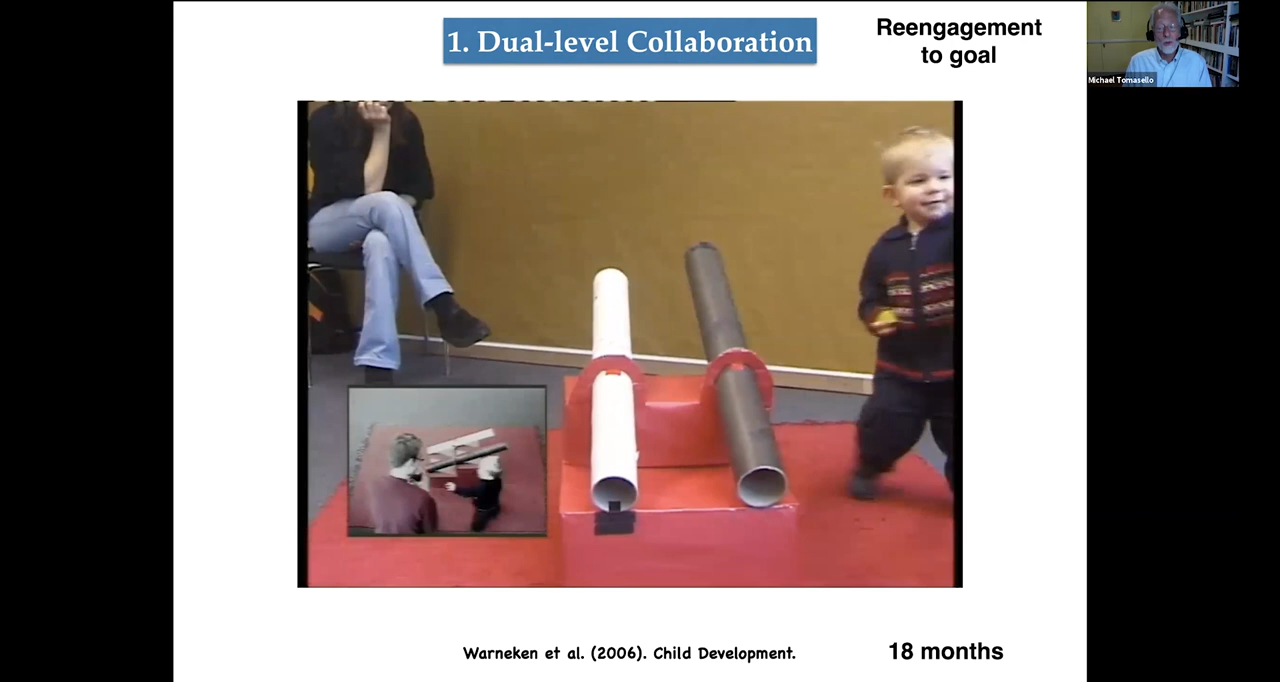 1. Dual-level Collaboration
Reengagement
to goal
Michael Tomasello
Warneken et al. (2006). Child Development.
18 months